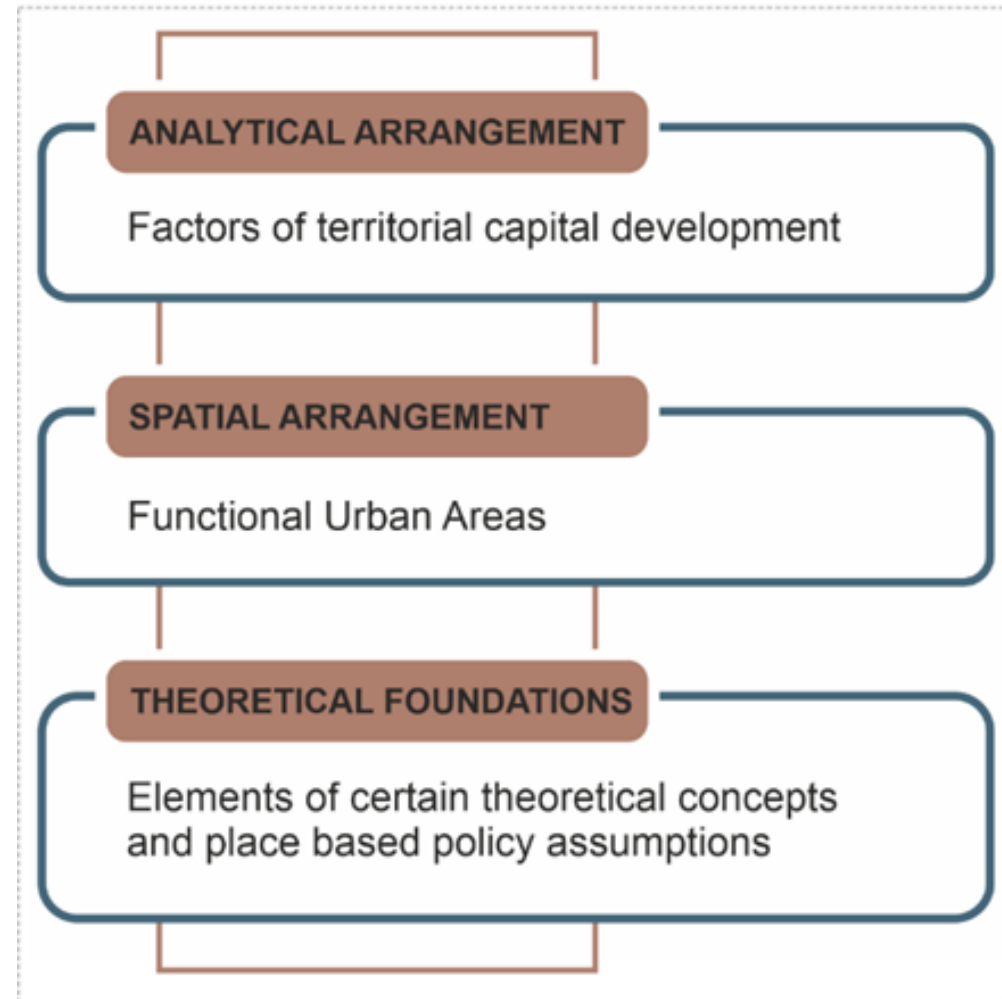 ANALYTICAL ARRANGEMENT
Factors of territorial capital development
SPATIAL ARRANGEMENT
Functional Urban Areas
THEORETICAL FOUNDATIONS
Elements of certain theoretical concepts
and place based policy assumptions